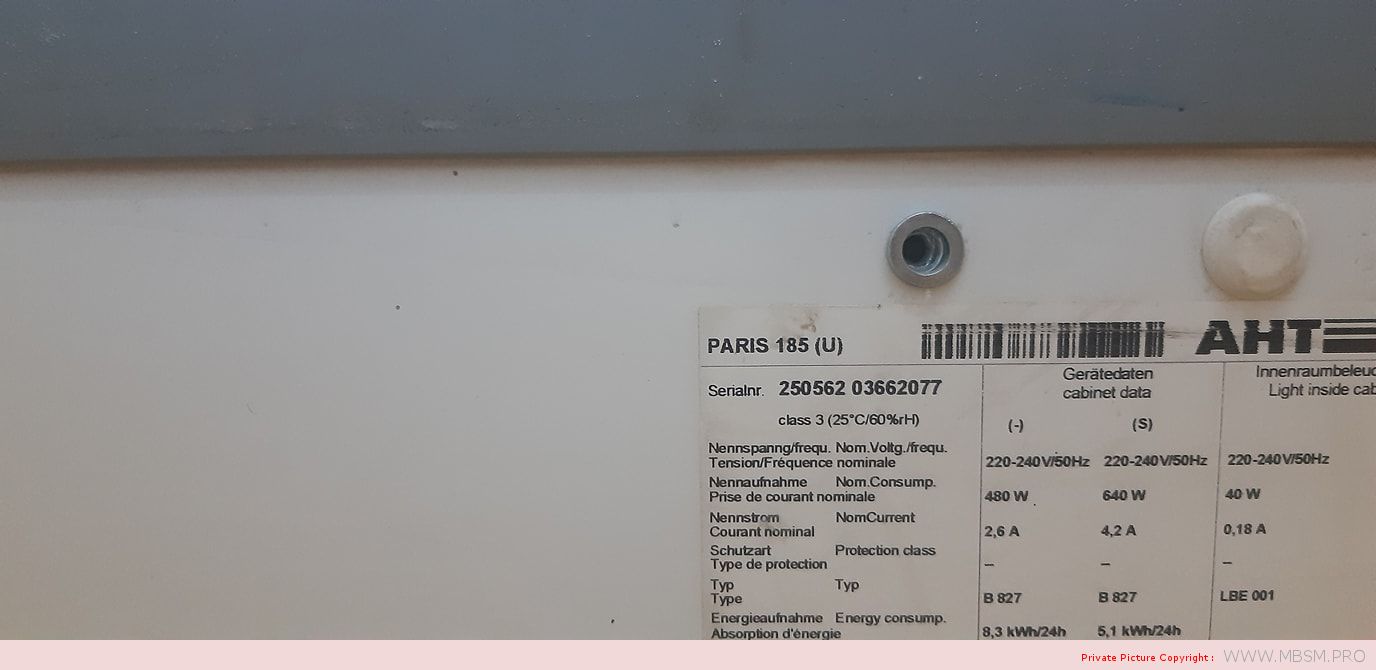 PARIS 185 (U)
AHT
Serialnr. 250562 03662077
class 3 (25°C/60%rH)
Gerätedaten
cabinet data
Light inside
(-) (S)
Nennspanng/frequ. Nom.Voltg./frequ.
Tension/Fréquence nominale
220-240V/50Hz 220-240V/50Hz 220-240V/50Hz
Nennaufnahme Nom.Consump.
Prise de courant nominale
480 W 640 W 40 W
Nennstrom NomCurrent
Courant nominal
2,6 A 4,2 A 0,18 A
Schutzart Protection class
Type de protection
– – –
Typ Typ
Type
B 827 B 827 LBE 001
Energieaufnahme Energy consump.
Absorption d'énergie
8,3 kWh/24h 5,1 kWh/24h
Private Picture Copyright : WWW.MBSM.PRO